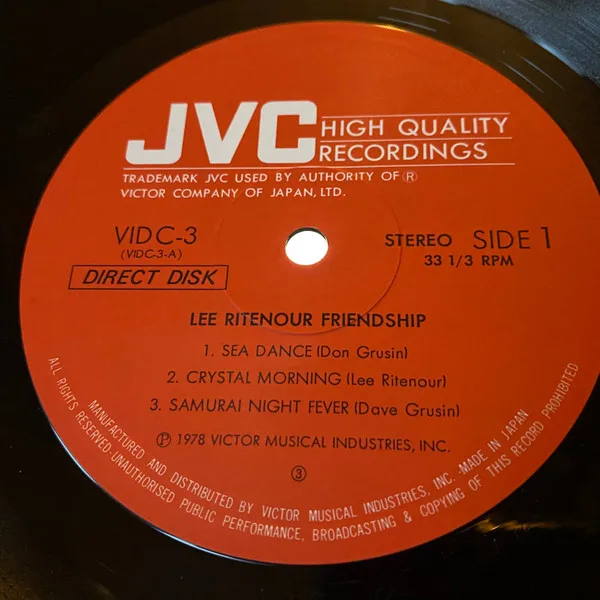 JVC HIGH QUALITY RECORDINGS
TRADEMARK JVC USED BY AUTHORITY OF Ⓡ
VICTOR COMPANY OF JAPAN, LTD.
VIDC-3
(VIDC-3-A)
DIRECT DISK
STEREO SIDE 1
33 1/3 RPM
LEE RITENOUR FRIENDSHIP
1. SEA DANCE (Don Grusin)
2. CRYSTAL MORNING (Lee Ritenour)
3. SAMURAI NIGHT FEVER (Dave Grusin)
Ⓟ 1978 VICTOR MUSICAL INDUSTRIES, INC.
③
MANUFACTURED AND DISTRIBUTED BY VICTOR MUSICAL INDUSTRIES, INC. MADE IN JAPAN
ALL RIGHTS RESERVED-UNAUTHORISED PUBLIC PERFORMANCE, BROADCASTING & COPYING OF THIS RECORD PROHIBITED